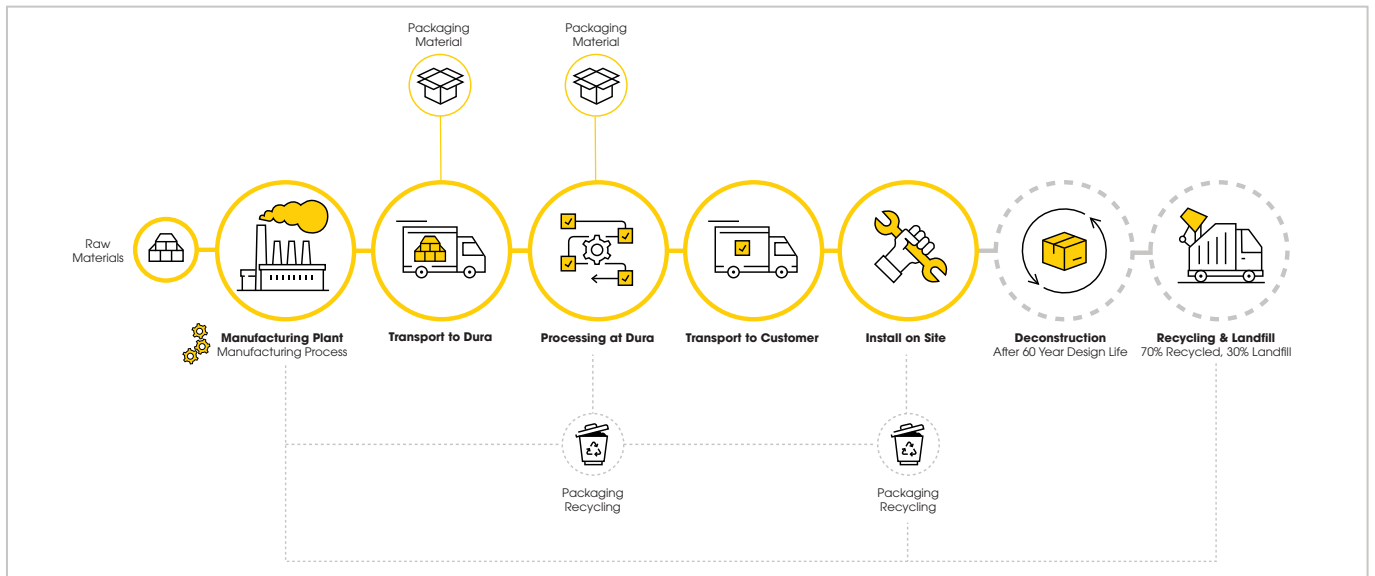 Packaging
Material
Packaging
Material
Raw
Materials
Manufacturing Plant
Manufacturing Process
Transport to Dura
Processing at Dura
Transport to Customer
Install on Site
Deconstruction
After 60 Year Design Life
Recycling & Landfill
70% Recycled, 30% Landfill
Packaging
Recycling
Packaging
Recycling